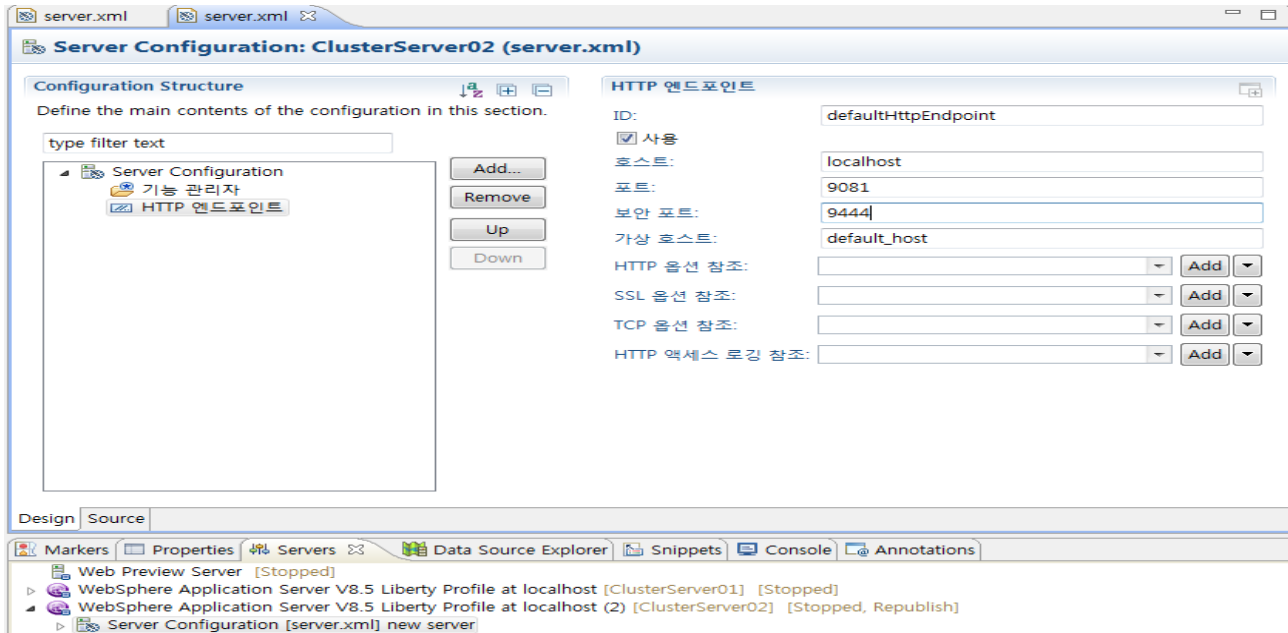 server.xml server.xml
Server Configuration: ClusterServer02 (server.xml)
Configuration Structure
Define the main contents of the configuration in this section.
type filter text
Server Configuration
기능 관리자
HTTP 엔드포인트
Add...
Remove
Up
Down
HTTP 엔드포인트
ID: defaultHttpEndpoint
사용
호스트: localhost
포트: 9081
보안 포트: 9444
가상 호스트: default_host
HTTP 옵션 참조: Add
SSL 옵션 참조: Add
TCP 옵션 참조: Add
HTTP 액세스 로깅 참조: Add
Design Source
Markers Properties Servers Data Source Explorer Snippets Console Annotations
Web Preview Server [Stopped]
WebSphere Application Server V8.5 Liberty Profile at localhost [ClusterServer01] [Stopped]
WebSphere Application Server V8.5 Liberty Profile at localhost (2) [ClusterServer02] [Stopped, Republish]
Server Configuration [server.xml] new server